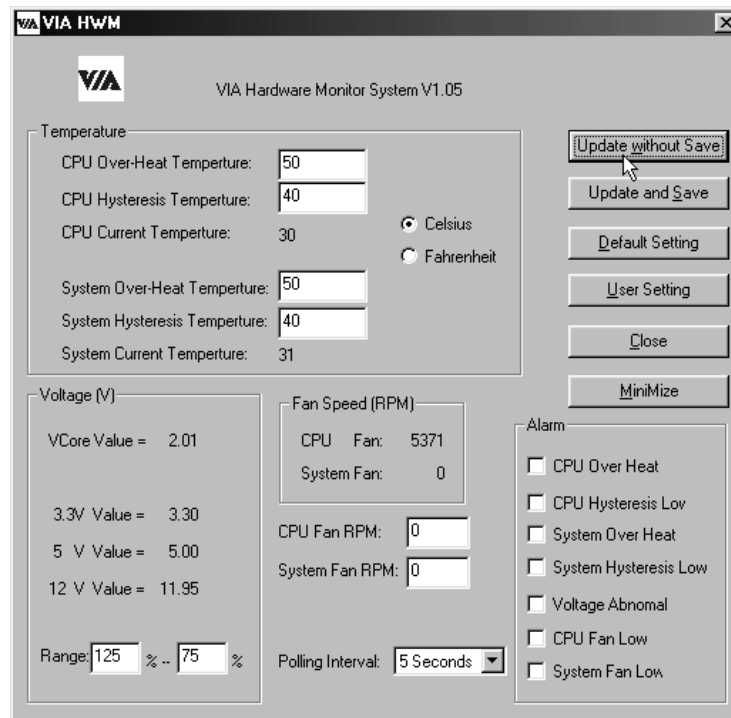 VIA HWM
VIA
VIA Hardware Monitor System V1.05
Temperature
CPU Over-Heat Temperture: 50
CPU Hysteresis Temperture: 40
CPU Current Temperture: 30
Celsius
Fahrenheit
System Over-Heat Temperture: 50
System Hysteresis Temperture: 40
System Current Temperture: 31
Update without Save
Update and Save
Default Setting
User Setting
Close
MiniMize
Voltage (V)
VCore Value = 2.01
3.3V Value = 3.30
5 V Value = 5.00
12 V Value = 11.95
Range: 125 % -- 75 %
Fan Speed (RPM)
CPU Fan: 5371
System Fan: 0
CPU Fan RPM: 0
System Fan RPM: 0
Polling Interval: 5 Seconds
Alarm
CPU Over Heat
CPU Hysteresis Lov
System Over Heat
System Hysteresis Low
Voltage Abnomal
CPU Fan Low
System Fan Low